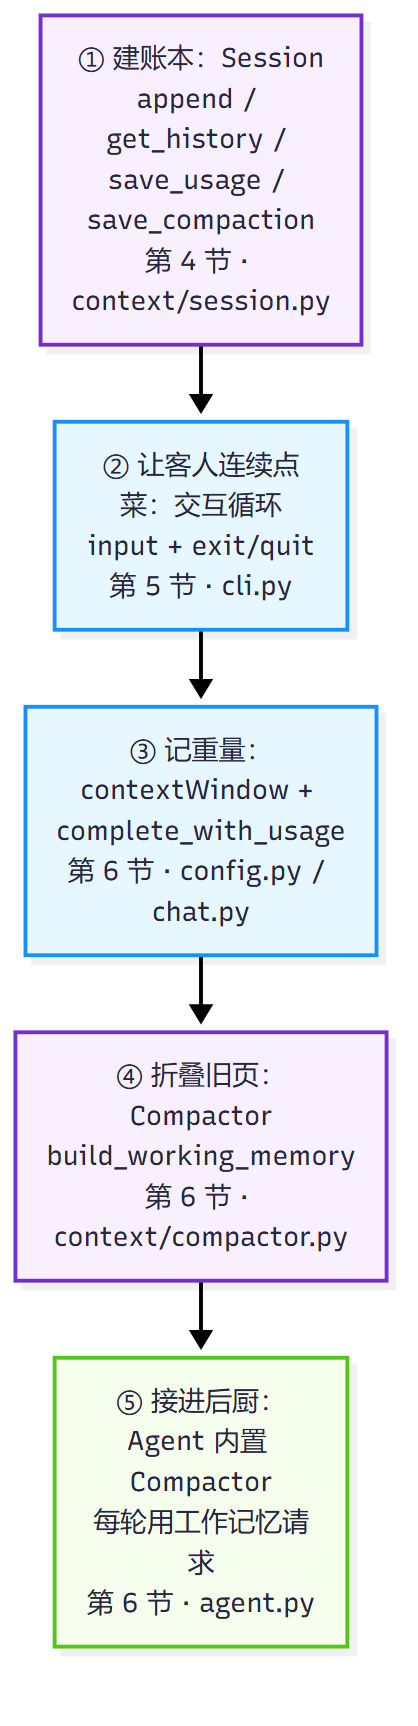 ① 建账本：Session
append /
get_history /
save_usage /
save_compaction
第 4 节 ·
context/session.py
② 让客人连续点
菜：交互循环
input + exit/quit
第 5 节 · cli.py
③ 记重量：
contextWindow +
complete_with_usage
第 6 节 · config.py /
chat.py
④ 折叠旧页：
Compactor
build_working_memory
第 6 节 ·
context/compactor.py
⑤ 接进后厨：
Agent 内置
Compactor
每轮用工作记忆请
求
第 6 节 · agent.py